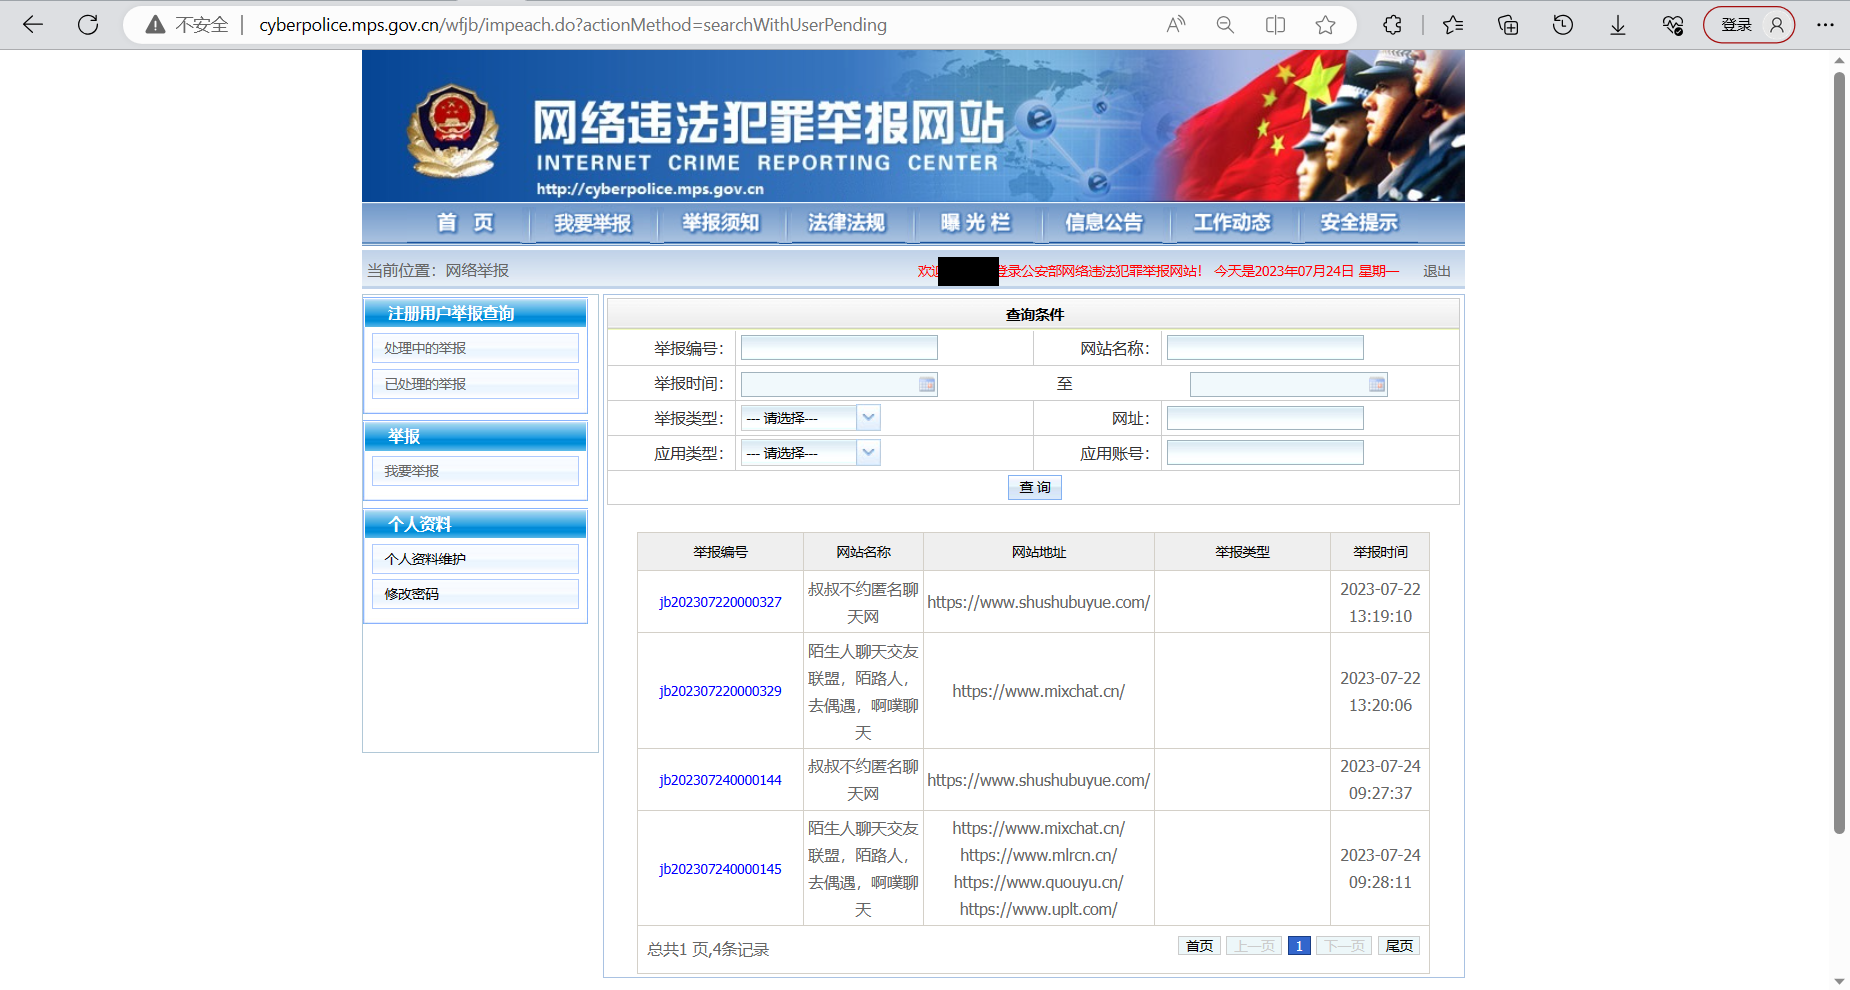 不安全 cyberpolice.mps.gov.cn/wfjb/impeach.do?actionMethod=searchWithUserPending 登录
网络违法犯罪举报网站
INTERNET CRIME REPORTING CENTER
http://cyberpolice.mps.gov.cn
首 页 我要举报 举报须知 法律法规 曝光栏 信息公告 工作动态 安全提示
当前位置：网络举报 欢 登录公安部网络违法犯罪举报网站！ 今天是2023年07月24日 星期一 退出
注册用户举报查询
处理中的举报
已处理的举报
举报
我要举报
个人资料
个人资料维护
修改密码
查询条件
举报编号： 网站名称：
举报时间： 至
举报类型： --- 请选择--- 网址：
应用类型： --- 请选择--- 应用账号：
查 询
举报编号 网站名称 网站地址 举报类型 举报时间
jb202307220000327 叔叔不约匿名聊天网 https://www.shushubuyue.com/ 2023-07-22 13:19:10
jb202307220000329 陌生人聊天交友联盟，陌路人，去偶遇，啊噗聊天 https://www.mixchat.cn/ 2023-07-22 13:20:06
jb202307240000144 叔叔不约匿名聊天网 https://www.shushubuyue.com/ 2023-07-24 09:27:37
jb202307240000145 陌生人聊天交友联盟，陌路人，去偶遇，啊噗聊天 https://www.mixchat.cn/ https://www.mlrcn.cn/ https://www.quouyu.cn/ https://www.uplt.com/ 2023-07-24 09:28:11
总共1 页,4条记录 首页 上一页 1 下一页 尾页